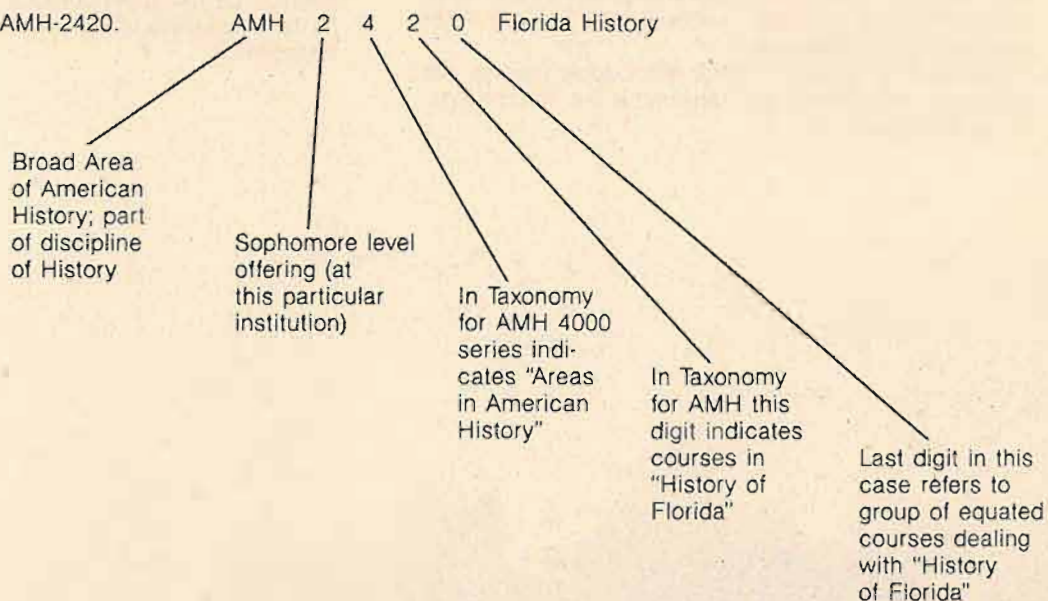 AMH-2420. AMH 2 4 2 0 Florida History
Broad Area
of American
History; part
of discipline
of History
Sophomore level
offering (at
this particular
institution)
In Taxonomy
for AMH 4000
series indi-
cates "Areas
in American
History"
In Taxonomy
for AMH this
digit indicates
courses in
"History of
Florida"
Last digit in this
case refers to
group of equated
courses dealing
with "History
of Florida"